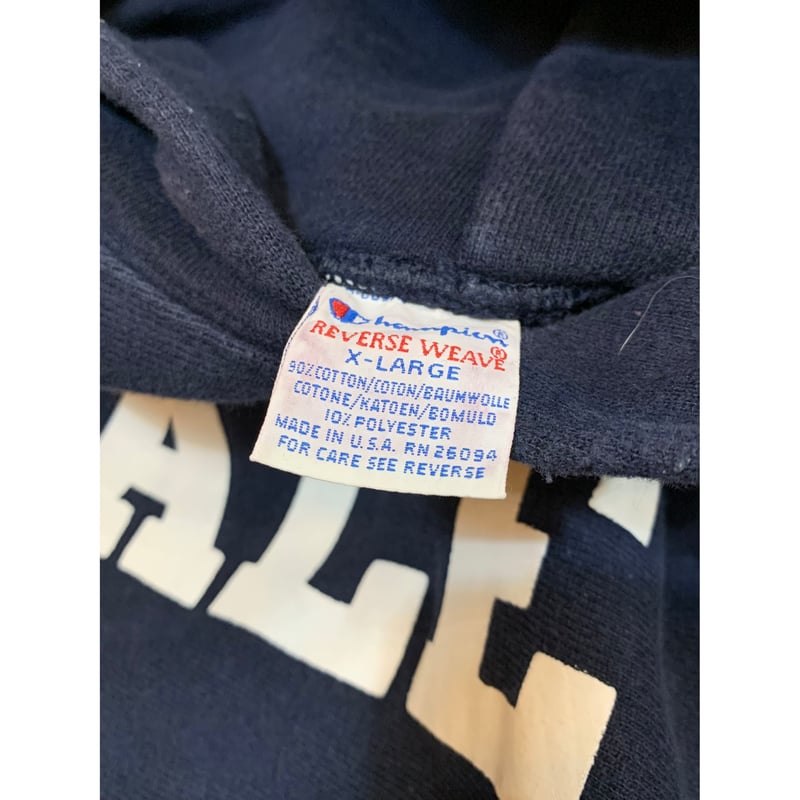 Champion®
REVERSE WEAVE®
X-LARGE
90% COTTON/COTON/BAUMWOLLE
COTONE/KATOEN/BOMULD
10% POLYESTER
MADE IN U.S.A. RN 26094
FOR CARE SEE REVERSE
ALE